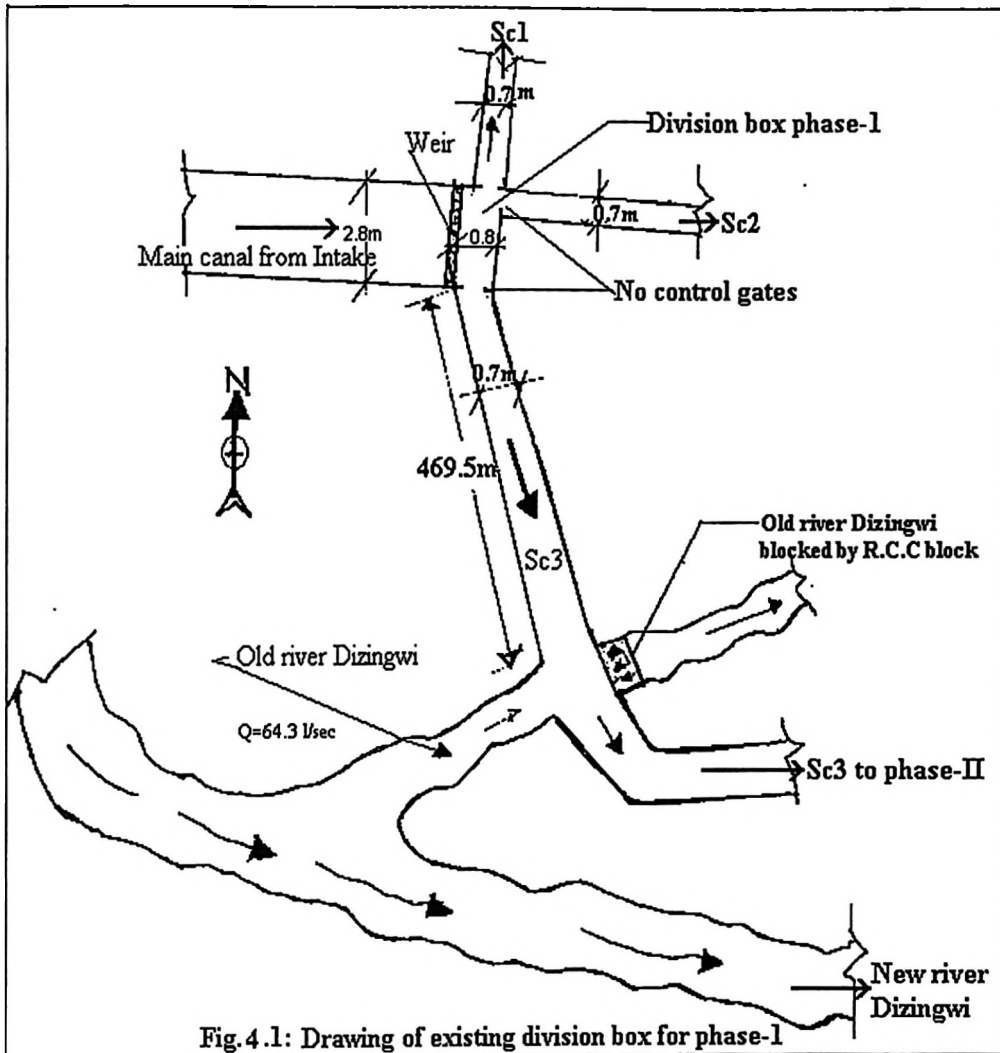 Sc1
0.7m
Division box phase-1
Weir
0.7m
Sc2
2.8m
0.8
Main canal from Intake
No control gates
N
0.7m
469.5m
Old river Dizingwi
blocked by R.C.C block
Sc3
Old river Dizingwi
Q=64.3 l/sec
Sc3 to phase-II
New river
Dizingwi
Fig.4.1: Drawing of existing division box for phase-1